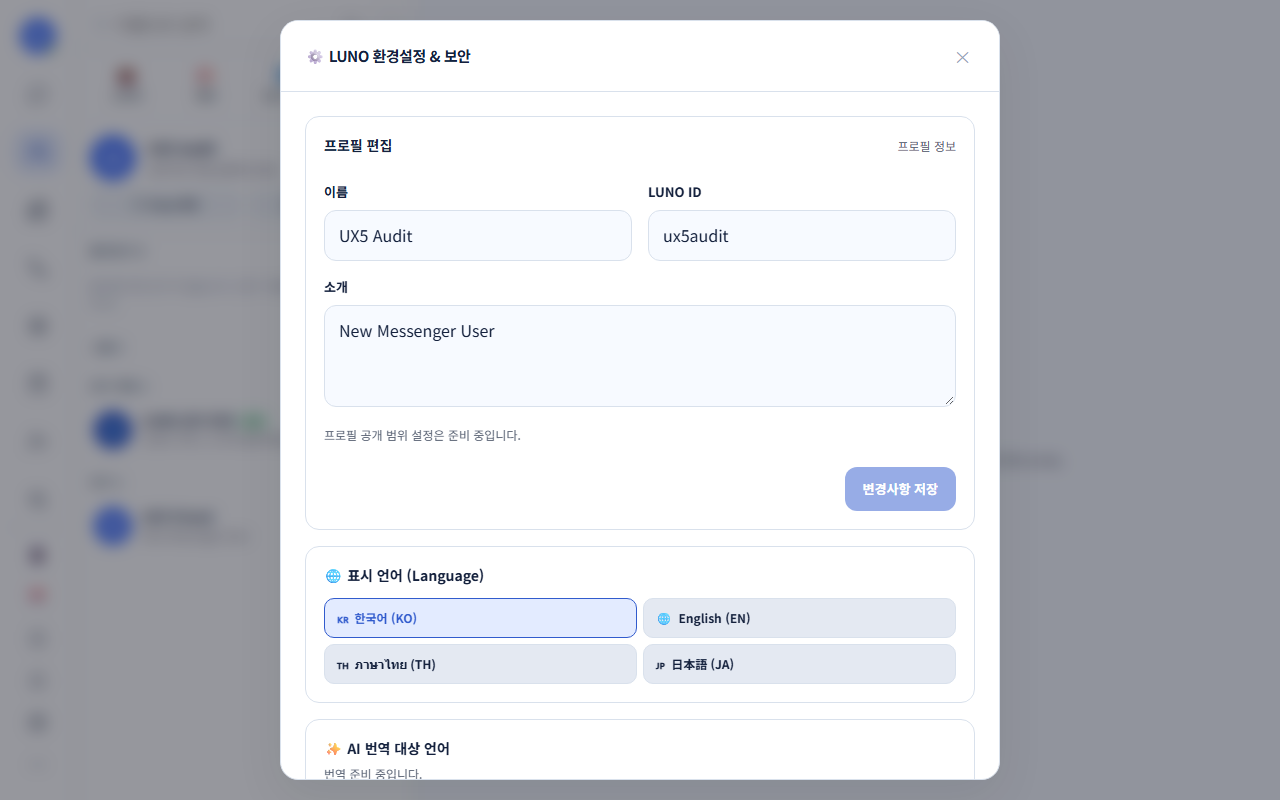 LUNO 환경설정 & 보안
프로필 편집
프로필 정보
이름
LUNO ID
UX5 Audit
ux5audit
소개
New Messenger User
프로필 공개 범위 설정은 준비 중입니다.
변경사항 저장
표시 언어 (Language)
KR 한국어 (KO)
English (EN)
TH ภาษาไทย (TH)
JP 日本語 (JA)
AI 번역 대상 언어
번역 준비 중입니다.